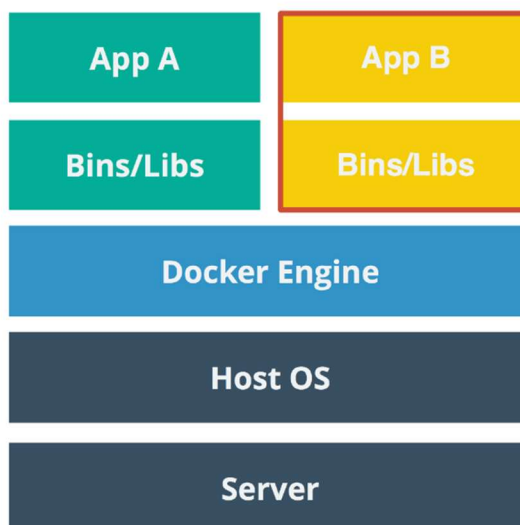 App A
App B
Bins/Libs
Bins/Libs
Docker Engine
Host OS
Server